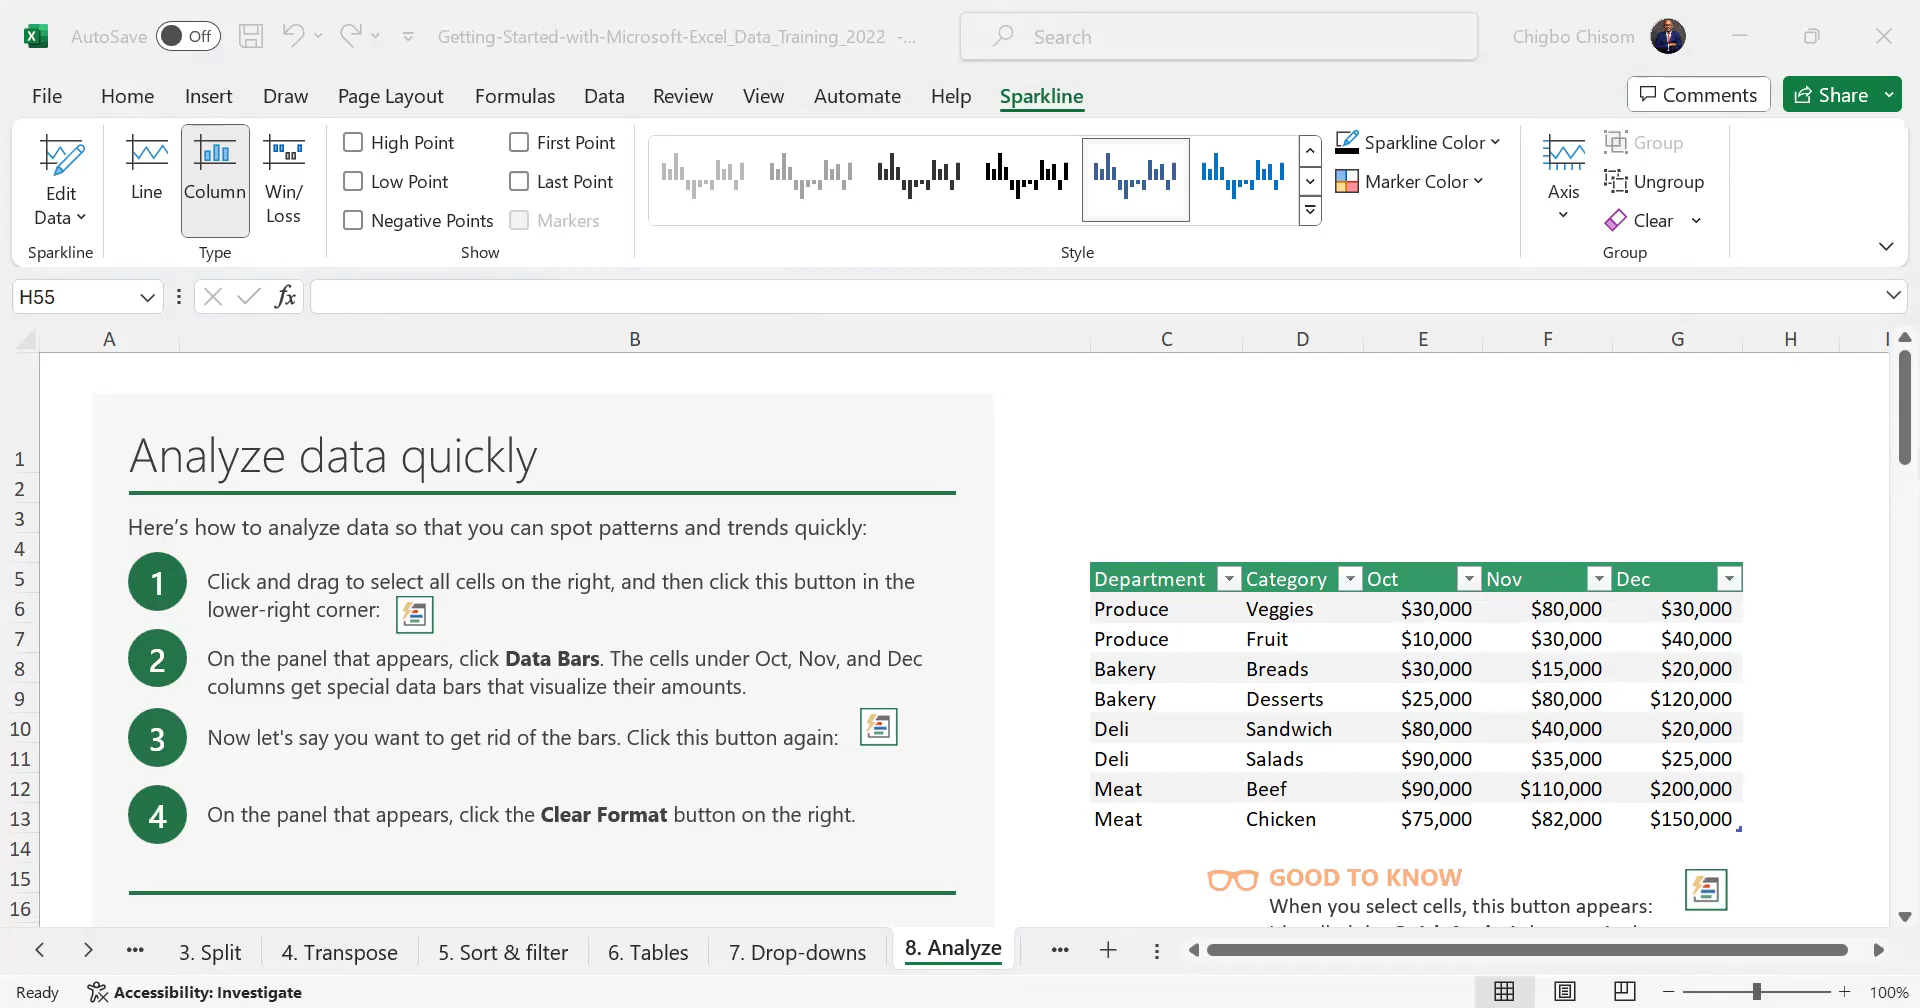 AutoSave Off Getting-Started-with-Microsoft-Excel_Data_Training_2022 -... Search Chigbo Chisom
File Home Insert Draw Page Layout Formulas Data Review View Automate Help Sparkline Comments Share
Edit Data
Line
Column
Win/
Loss
High Point
Low Point
Negative Points
First Point
Last Point
Markers
Sparkline Color
Marker Color
Axis
Group
Ungroup
Clear
Sparkline Type Show Style Group
H55 fx
A B C D E F G H I
1
2
3
4
5
6
7
8
9
10
11
12
13
14
15
16
Analyze data quickly
Here’s how to analyze data so that you can spot patterns and trends quickly:
1 Click and drag to select all cells on the right, and then click this button in the
lower-right corner:
2 On the panel that appears, click Data Bars. The cells under Oct, Nov, and Dec
columns get special data bars that visualize their amounts.
3 Now let's say you want to get rid of the bars. Click this button again:
4 On the panel that appears, click the Clear Format button on the right.
Department Category Oct Nov Dec
Produce Veggies $30,000 $80,000 $30,000
Produce Fruit $10,000 $30,000 $40,000
Bakery Breads $30,000 $15,000 $20,000
Bakery Desserts $25,000 $80,000 $120,000
Deli Sandwich $80,000 $40,000 $20,000
Deli Salads $90,000 $35,000 $25,000
Meat Beef $90,000 $110,000 $200,000
Meat Chicken $75,000 $82,000 $150,000
GOOD TO KNOW
When you select cells, this button appears:
3. Split 4. Transpose 5. Sort & filter 6. Tables 7. Drop-downs 8. Analyze
Ready Accessibility: Investigate 100%